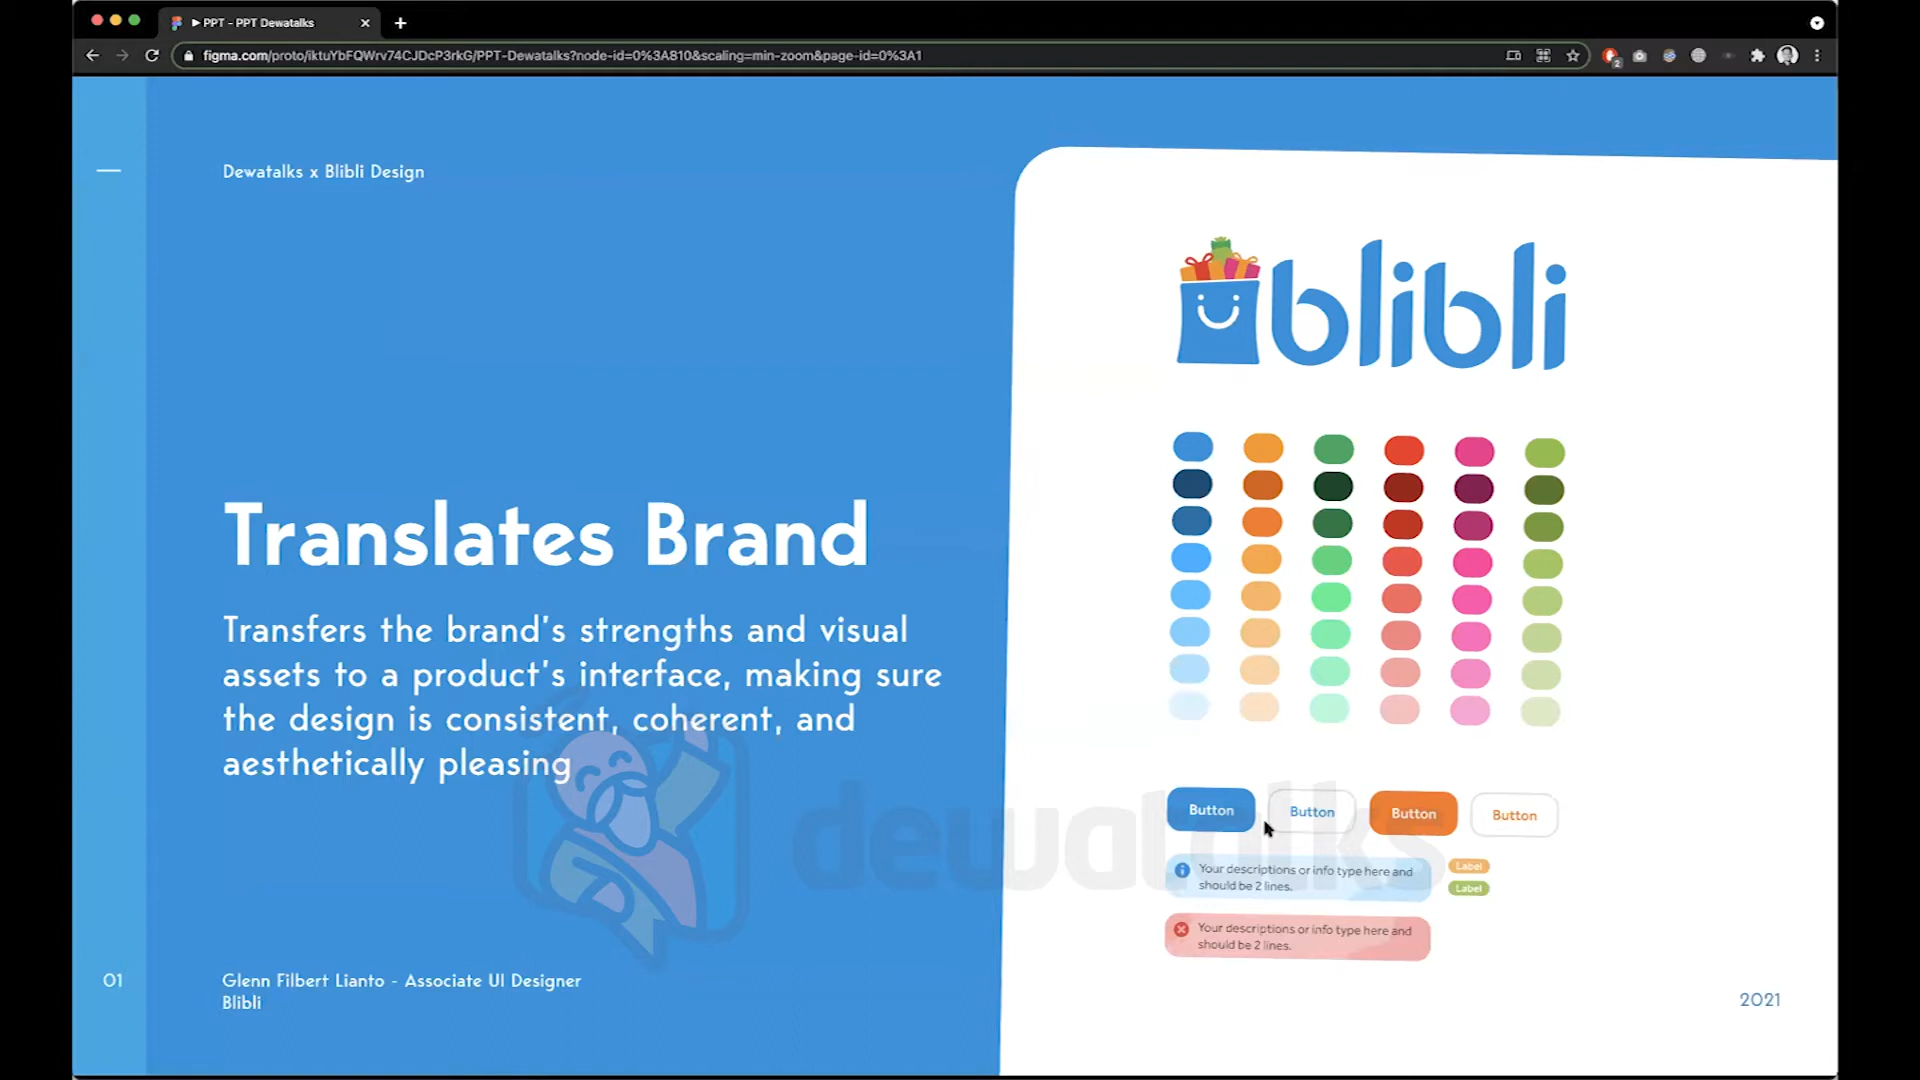 PPT - PPT Dewatalks
figma.com/proto/iktuYbFQWrv74CJDcP3rkG/PPT-Dewatalks?node-id=0%3A810&scaling=min-zoom&page-id=0%3A1
2
Dewatalks x Blibli Design
blibli
Translates Brand
Transfers the brand's strengths and visual
assets to a product's interface, making sure
the design is consistent, coherent, and
aesthetically pleasing
dewatalks
Button
Button
Button
Button
Your descriptions or info type here and
should be 2 lines.
Label
Label
Your descriptions or info type here and
should be 2 lines.
01
Glenn Filbert Lianto - Associate UI Designer
Blibli
2021